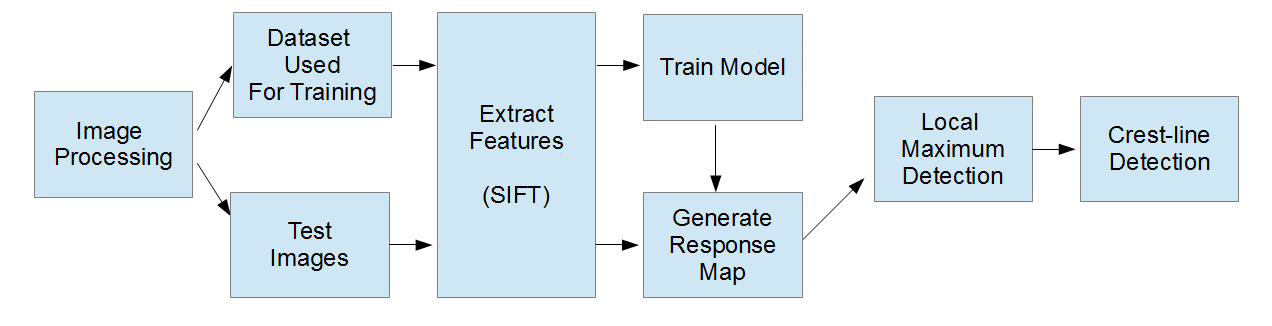 Image
Processing
Dataset
Used
For Training
Test
Images
Extract
Features
(SIFT)
Train Model
Generate
Response
Map
Local
Maximum
Detection
Crest-line
Detection